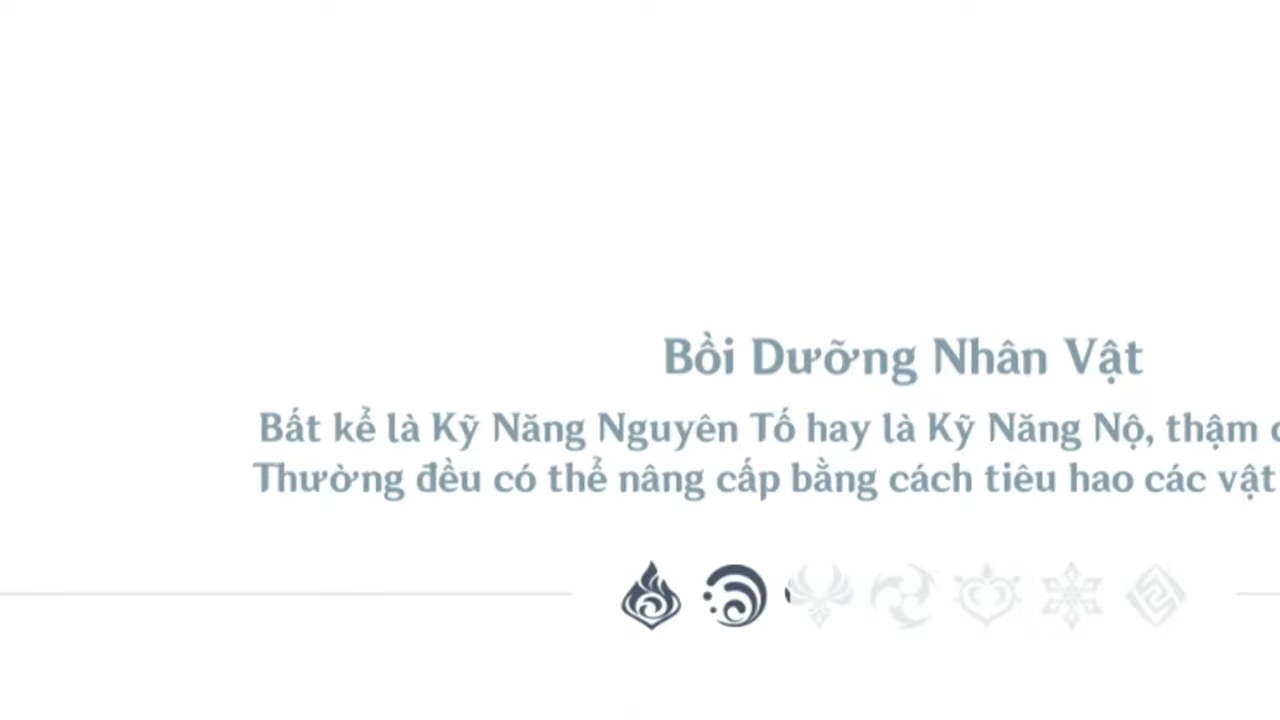 Bồi Dưỡng Nhân Vật
Bất kể là Kỹ Năng Nguyên Tố hay là Kỹ Năng Nộ, thậm
Thường đều có thể nâng cấp bằng cách tiêu hao các vật